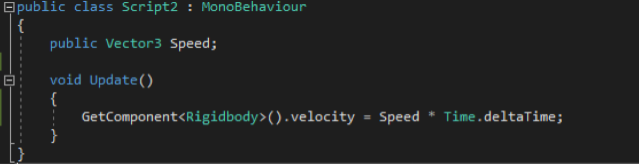 public class Script2 : MonoBehaviour
{
public Vector3 Speed;
void Update()
{
GetComponent<Rigidbody>().velocity = Speed * Time.deltaTime;
}
}